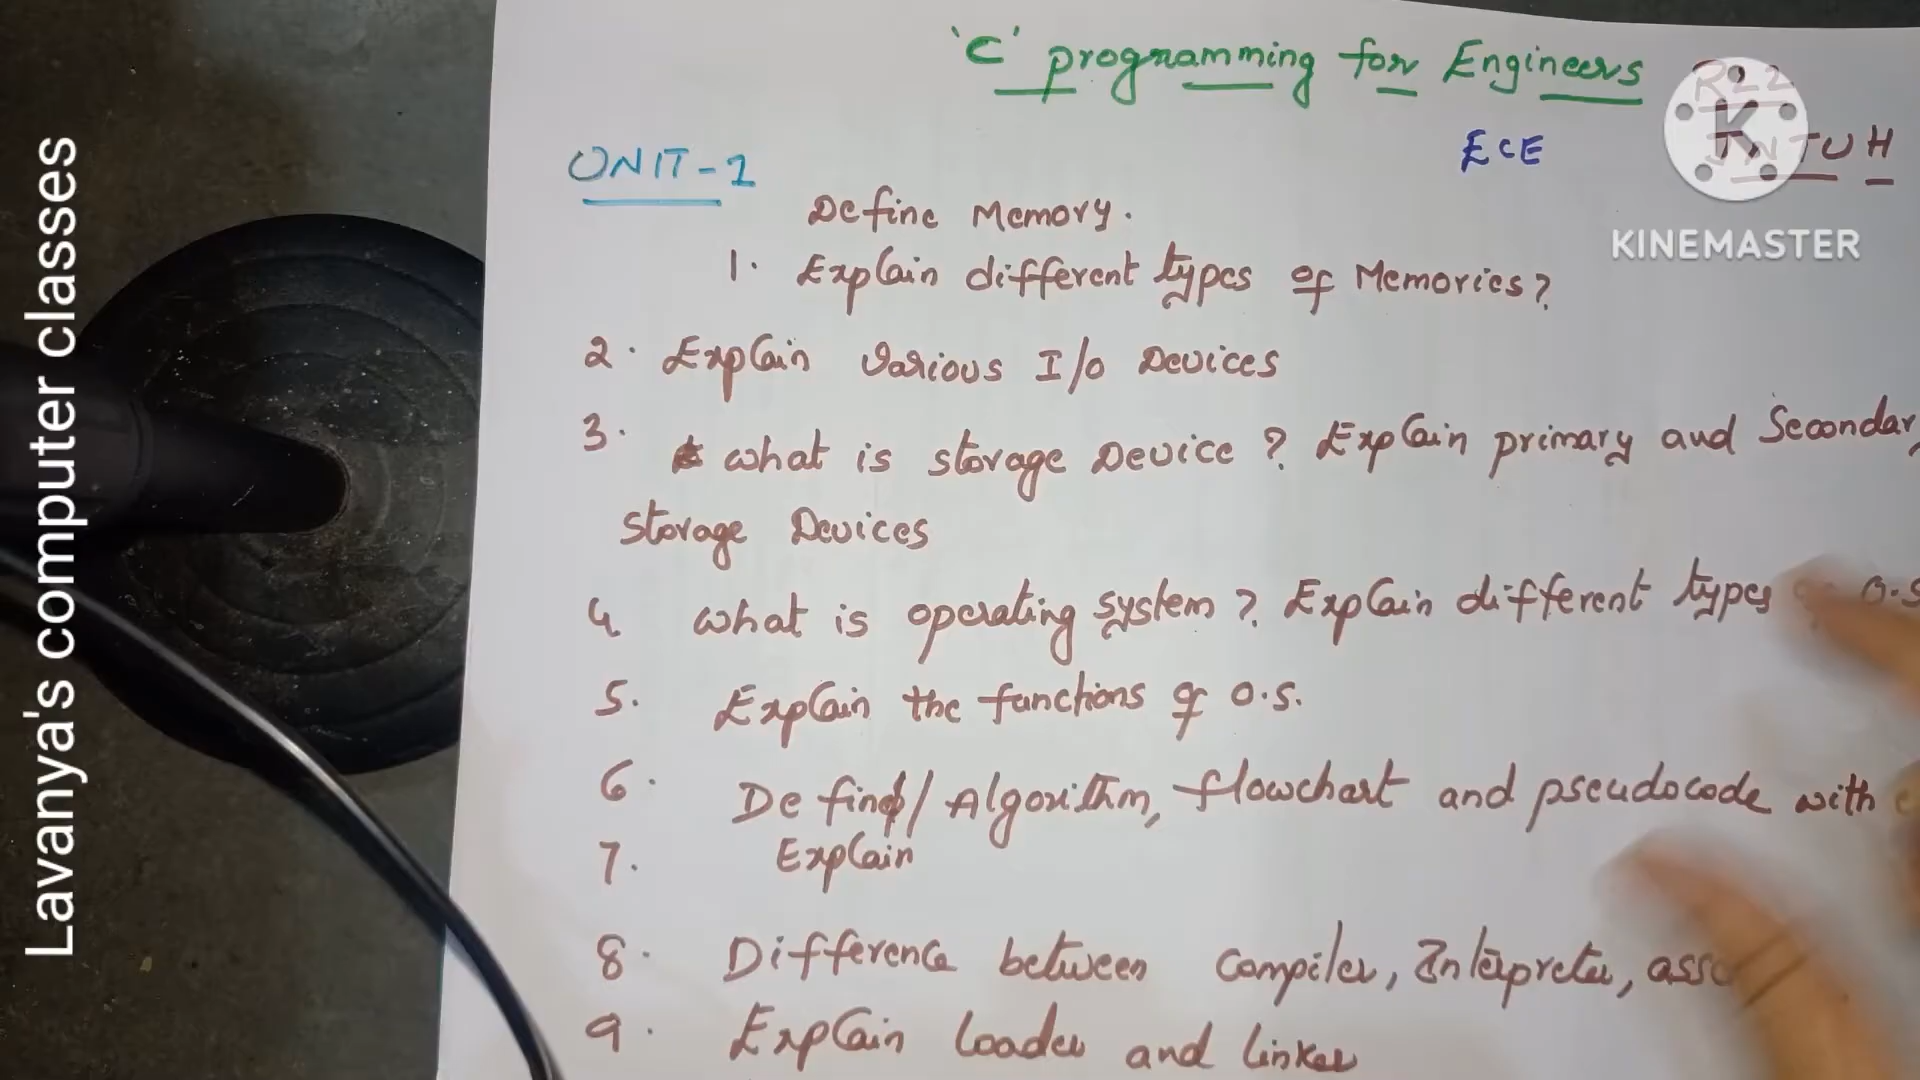 'C' programming for Engineers
R22
ECE
JNTUH
KINEMASTER
UNIT-1
Define Memory.
1. Explain different types of Memories?
2. Explain various I/O Devices
3. What is storage Device? Explain primary and Secondary
Storage Devices
4 What is operating system? Explain different types O.S
5. Explain the functions of O.S.
6. Define/ Algorithm, flowchart and pseudocode with
7. Explain
8. Difference between Compiler, Interpreter,
9. Explain loader and linker
Lavanya's computer classes